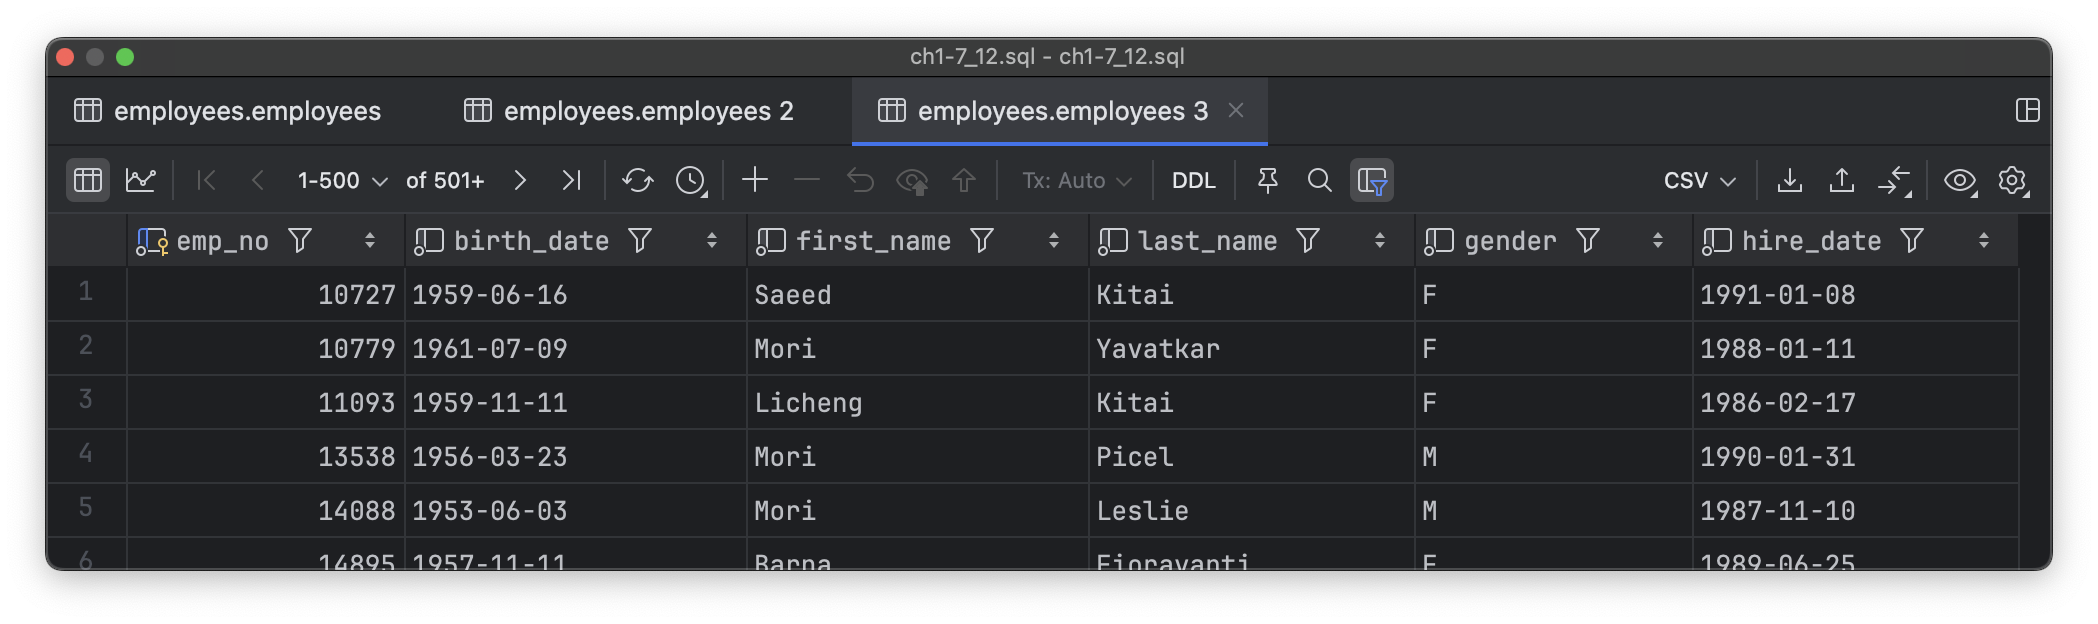 ch1-7_12.sql - ch1-7_12.sql
employees.employees employees.employees 2 employees.employees 3
1-500 of 501+ Tx: Auto DDL CSV
emp_no birth_date first_name last_name gender hire_date
1 10727 1959-06-16 Saeed Kitai F 1991-01-08
2 10779 1961-07-09 Mori Yavatkar F 1988-01-11
3 11093 1959-11-11 Licheng Kitai F 1986-02-17
4 13538 1956-03-23 Mori Picel M 1990-01-31
5 14088 1953-06-03 Mori Leslie M 1987-11-10
6 14895 1957-11-11 Barna Fioravanti F 1989-06-25